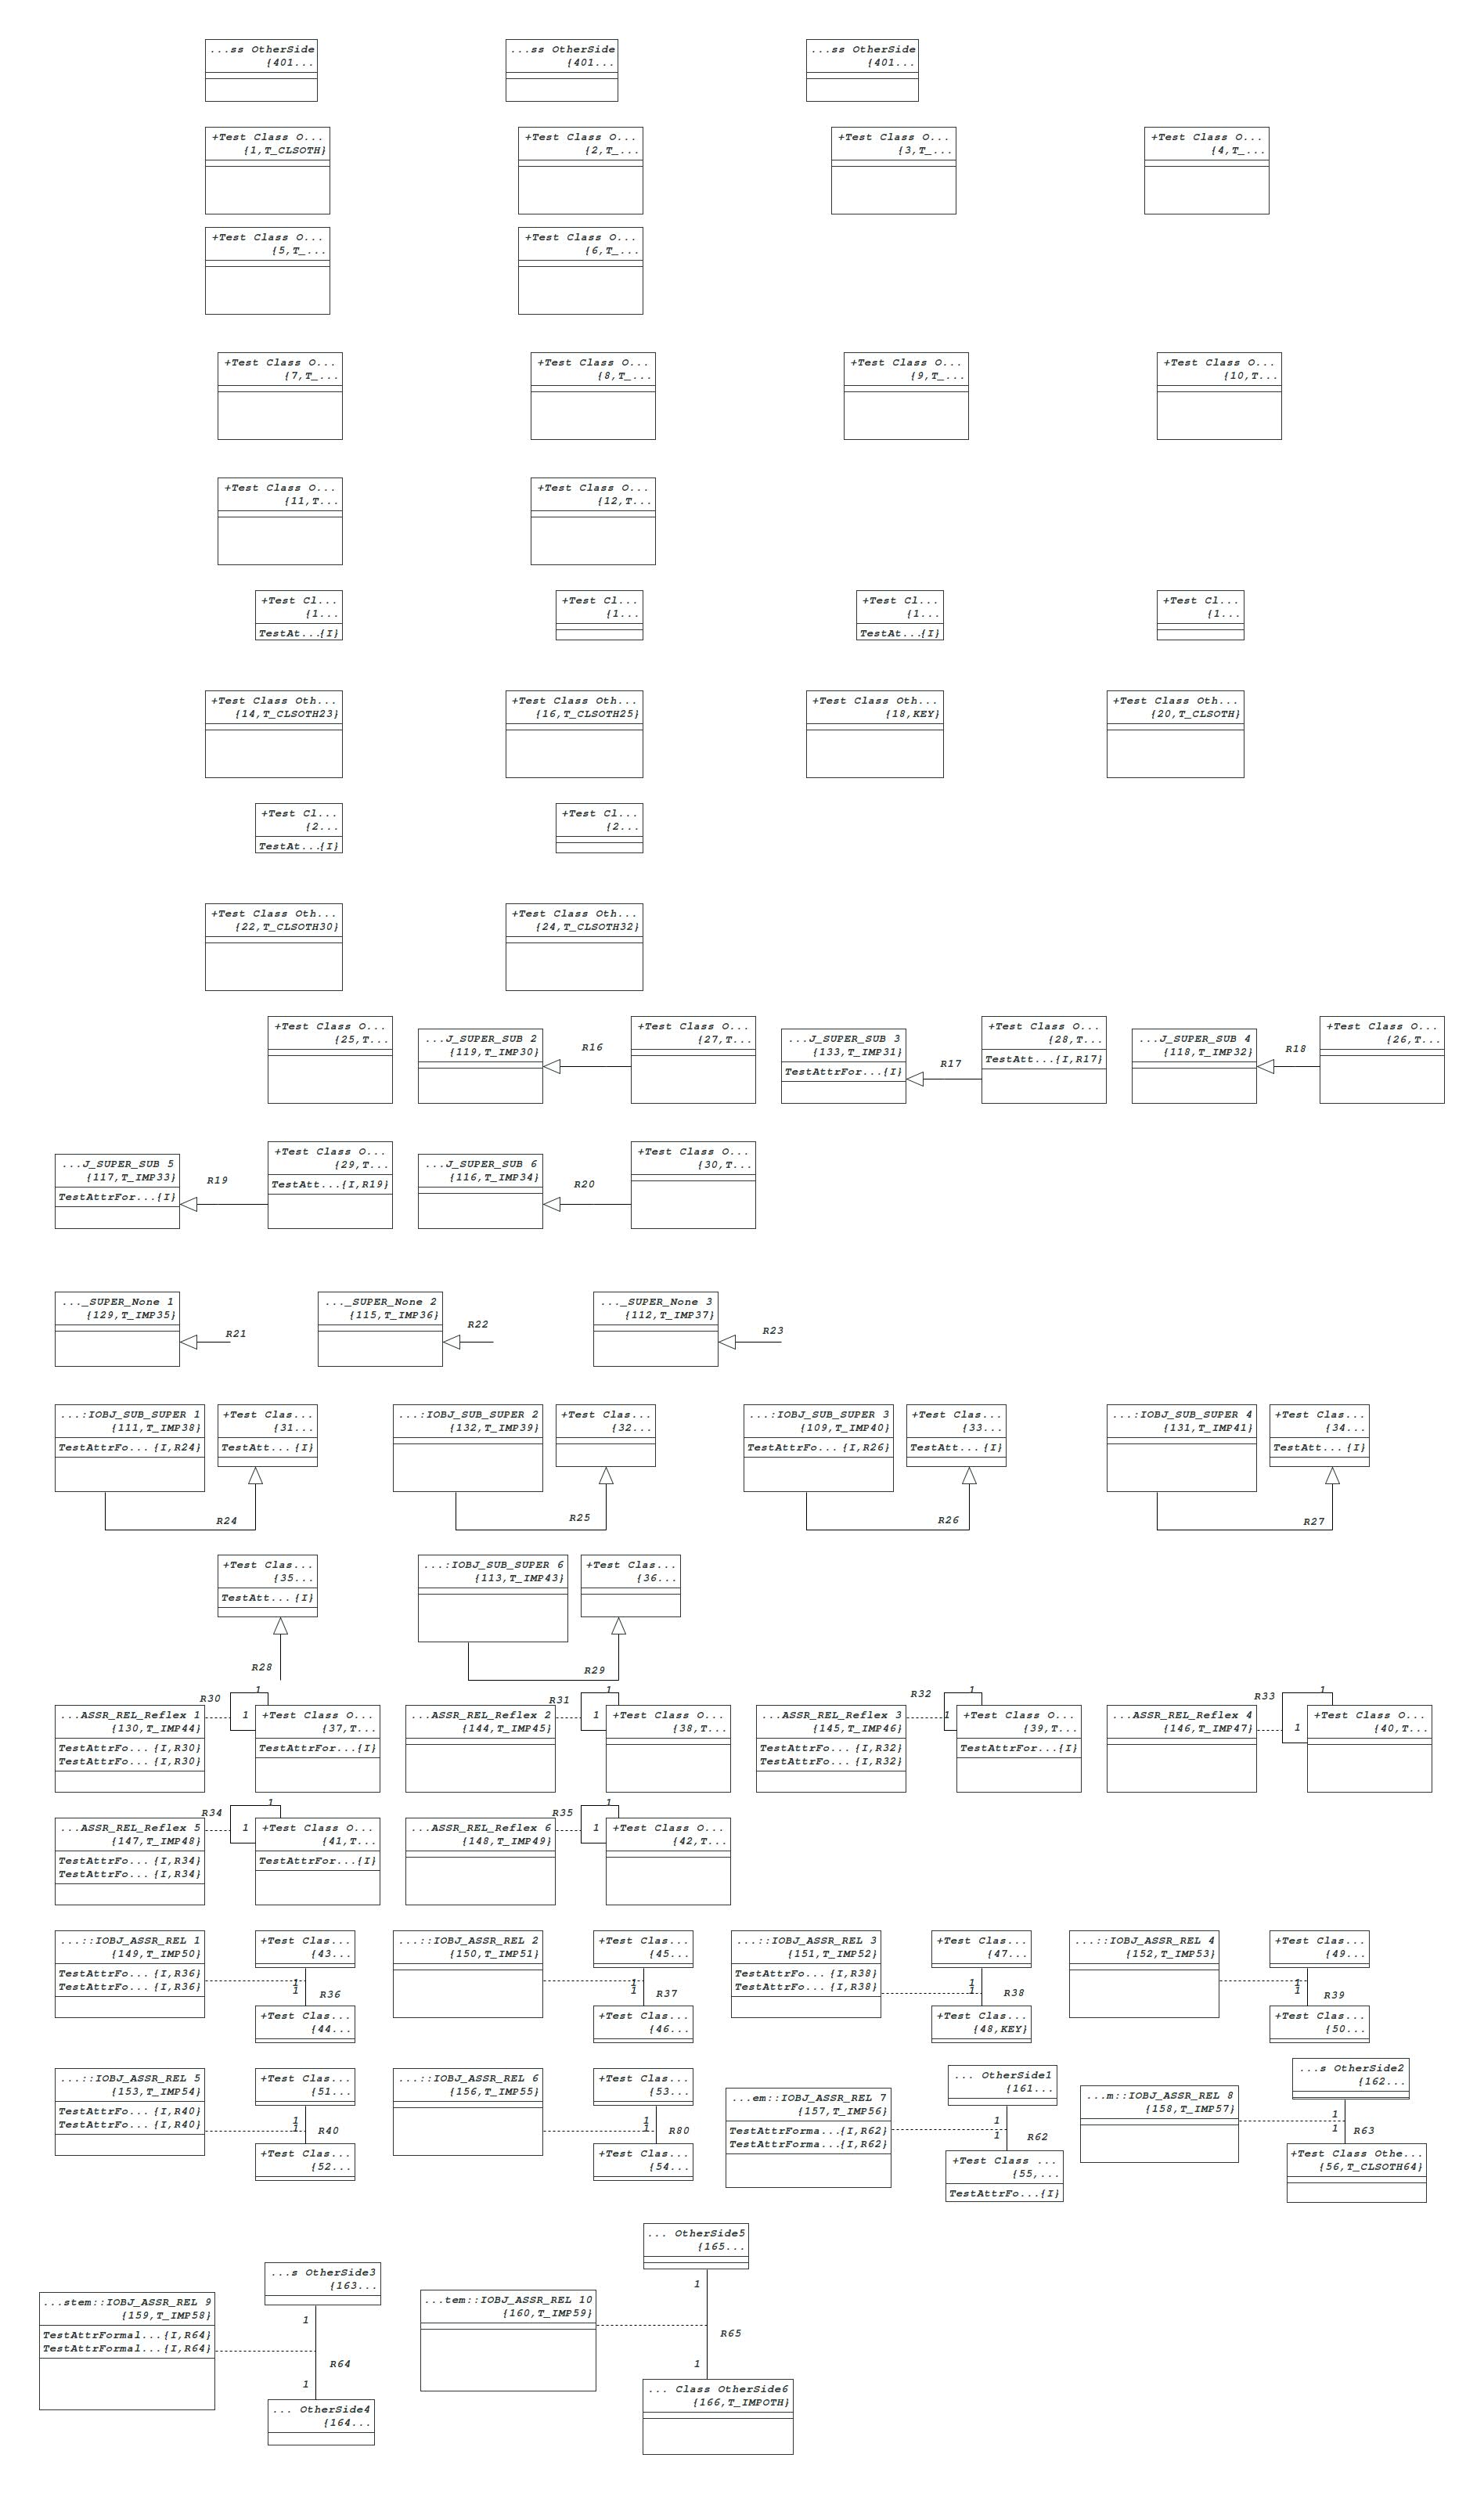 ...ss OtherSide
{401...
...ss OtherSide
{401...
...ss OtherSide
{401...
+Test Class O...
{1,T_CLSOTH}
+Test Class O...
{2,T_...
+Test Class O...
{3,T_...
+Test Class O...
{4,T_...
+Test Class O...
{5,T_...
+Test Class O...
{6,T_...
+Test Class O...
{7,T_...
+Test Class O...
{8,T_...
+Test Class O...
{9,T_...
+Test Class O...
{10,T...
+Test Class O...
{11,T...
+Test Class O...
{12,T...
+Test Cl...
{1...
TestAt...{I}
+Test Cl...
{1...
+Test Cl...
{1...
TestAt...{I}
+Test Cl...
{1...
+Test Class Oth...
{14,T_CLSOTH23}
+Test Class Oth...
{16,T_CLSOTH25}
+Test Class Oth...
{18,KEY}
+Test Class Oth...
{20,T_CLSOTH}
+Test Cl...
{2...
TestAt...{I}
+Test Cl...
{2...
+Test Class Oth...
{22,T_CLSOTH30}
+Test Class Oth...
{24,T_CLSOTH32}
+Test Class O...
{25,T...
...J_SUPER_SUB 2
{119,T_IMP30}
R16
+Test Class O...
{27,T...
...J_SUPER_SUB 3
{133,T_IMP31}
TestAttrFor...{I}
R17
+Test Class O...
{28,T...
TestAtt...{I,R17}
...J_SUPER_SUB 4
{118,T_IMP32}
R18
+Test Class O...
{26,T...
...J_SUPER_SUB 5
{117,T_IMP33}
TestAttrFor...{I}
R19
+Test Class O...
{29,T...
TestAtt...{I,R19}
...J_SUPER_SUB 6
{116,T_IMP34}
R20
+Test Class O...
{30,T...
..._SUPER_None 1
{129,T_IMP35}
R21
..._SUPER_None 2
{115,T_IMP36}
R22
..._SUPER_None 3
{112,T_IMP37}
R23
...:IOBJ_SUB_SUPER 1
{111,T_IMP38}
TestAttrFo... {I,R24}
+Test Clas...
{31...
TestAtt... {I}
R24
...:IOBJ_SUB_SUPER 2
{132,T_IMP39}
+Test Clas...
{32...
R25
...:IOBJ_SUB_SUPER 3
{109,T_IMP40}
TestAttrFo... {I,R26}
+Test Clas...
{33...
TestAtt... {I}
R26
...:IOBJ_SUB_SUPER 4
{131,T_IMP41}
+Test Clas...
{34...
TestAtt... {I}
R27
+Test Clas...
{35...
TestAtt... {I}
R28
...:IOBJ_SUB_SUPER 6
{113,T_IMP43}
+Test Clas...
{36...
R29
...ASSR_REL_Reflex 1
{130,T_IMP44}
TestAttrFo... {I,R30}
TestAttrFo... {I,R30}
R30
1
1
+Test Class O...
{37,T...
TestAttrFor...{I}
...ASSR_REL_Reflex 2
{144,T_IMP45}
R31
1
1
+Test Class O...
{38,T...
...ASSR_REL_Reflex 3
{145,T_IMP46}
TestAttrFo... {I,R32}
TestAttrFo... {I,R32}
R32
1
1
+Test Class O...
{39,T...
TestAttrFor...{I}
...ASSR_REL_Reflex 4
{146,T_IMP47}
R33
1
1
+Test Class O...
{40,T...
...ASSR_REL_Reflex 5
{147,T_IMP48}
TestAttrFo... {I,R34}
TestAttrFo... {I,R34}
R34
1
1
+Test Class O...
{41,T...
TestAttrFor...{I}
...ASSR_REL_Reflex 6
{148,T_IMP49}
R35
1
1
+Test Class O...
{42,T...
...::IOBJ_ASSR_REL 1
{149,T_IMP50}
TestAttrFo... {I,R36}
TestAttrFo... {I,R36}
+Test Clas...
{43...
1
1
R36
+Test Clas...
{44...
...::IOBJ_ASSR_REL 2
{150,T_IMP51}
+Test Clas...
{45...
1
1
R37
+Test Clas...
{46...
...::IOBJ_ASSR_REL 3
{151,T_IMP52}
TestAttrFo... {I,R38}
TestAttrFo... {I,R38}
+Test Clas...
{47...
1
1
R38
+Test Clas...
{48,KEY}
...::IOBJ_ASSR_REL 4
{152,T_IMP53}
+Test Clas...
{49...
1
1
R39
+Test Clas...
{50...
...::IOBJ_ASSR_REL 5
{153,T_IMP54}
TestAttrFo... {I,R40}
TestAttrFo... {I,R40}
+Test Clas...
{51...
1
1
R40
+Test Clas...
{52...
...::IOBJ_ASSR_REL 6
{156,T_IMP55}
+Test Clas...
{53...
1
1
R80
+Test Clas...
{54...
...em::IOBJ_ASSR_REL 7
{157,T_IMP56}
TestAttrForma...{I,R62}
TestAttrForma...{I,R62}
... OtherSide1
{161...
1
1
R62
+Test Class ...
{55,...
TestAttrFo...{I}
...m::IOBJ_ASSR_REL 8
{158,T_IMP57}
...s OtherSide2
{162...
1
1
R63
+Test Class Othe...
{56,T_CLSOTH64}
...stem::IOBJ_ASSR_REL 9
{159,T_IMP58}
TestAttrFormal...{I,R64}
TestAttrFormal...{I,R64}
...s OtherSide3
{163...
1
R64
1
... OtherSide4
{164...
...tem::IOBJ_ASSR_REL 10
{160,T_IMP59}
... OtherSide5
{165...
1
R65
1
... Class OtherSide6
{166,T_IMPOTH}